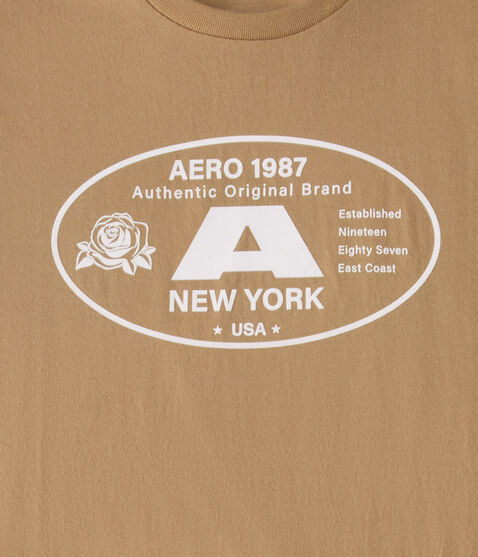 AERO 1987
Authentic Original Brand
A
Established
Nineteen
Eighty Seven
East Coast
NEW YORK
★ USA ★